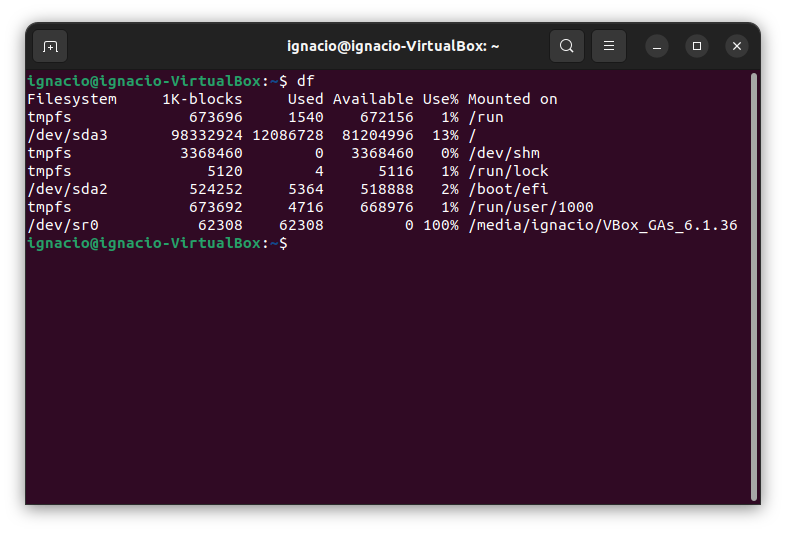 ignacio@ignacio-VirtualBox: ~
ignacio@ignacio-VirtualBox:~$ df
Filesystem     1K-blocks     Used Available Use% Mounted on
tmpfs             673696     1540    672156   1% /run
/dev/sda3       98332924 12086728  81204996  13% /
tmpfs            3368460        0   3368460   0% /dev/shm
tmpfs               5120        4      5116   1% /run/lock
/dev/sda2         524252     5364    518888   2% /boot/efi
tmpfs             673692     4716    668976   1% /run/user/1000
/dev/sr0           62308    62308         0 100% /media/ignacio/VBox_GAs_6.1.36
ignacio@ignacio-VirtualBox:~$